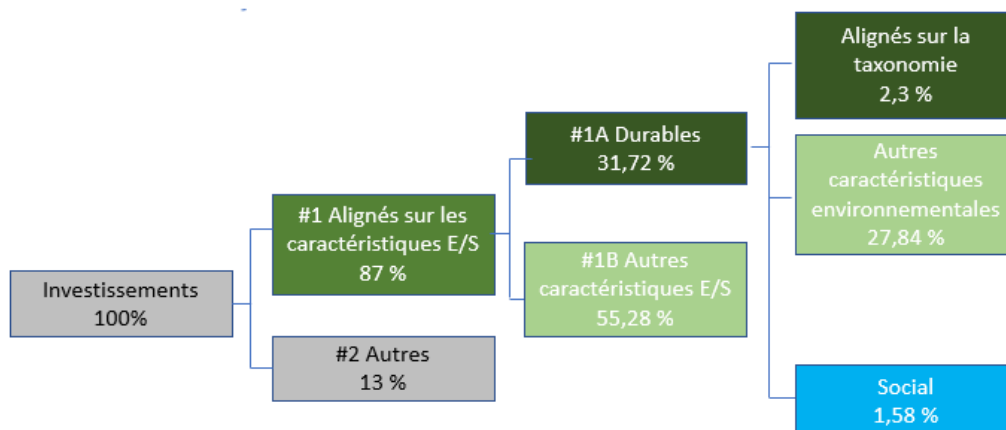 Investissements
100%
#1 Alignés sur les
caractéristiques E/S
87 %
#2 Autres
13 %
#1A Durables
31,72 %
#1B Autres
caractéristiques E/S
55,28 %
Alignés sur la
taxonomie
2,3 %
Autres
caractéristiques
environnementales
27,84 %
Social
1,58 %